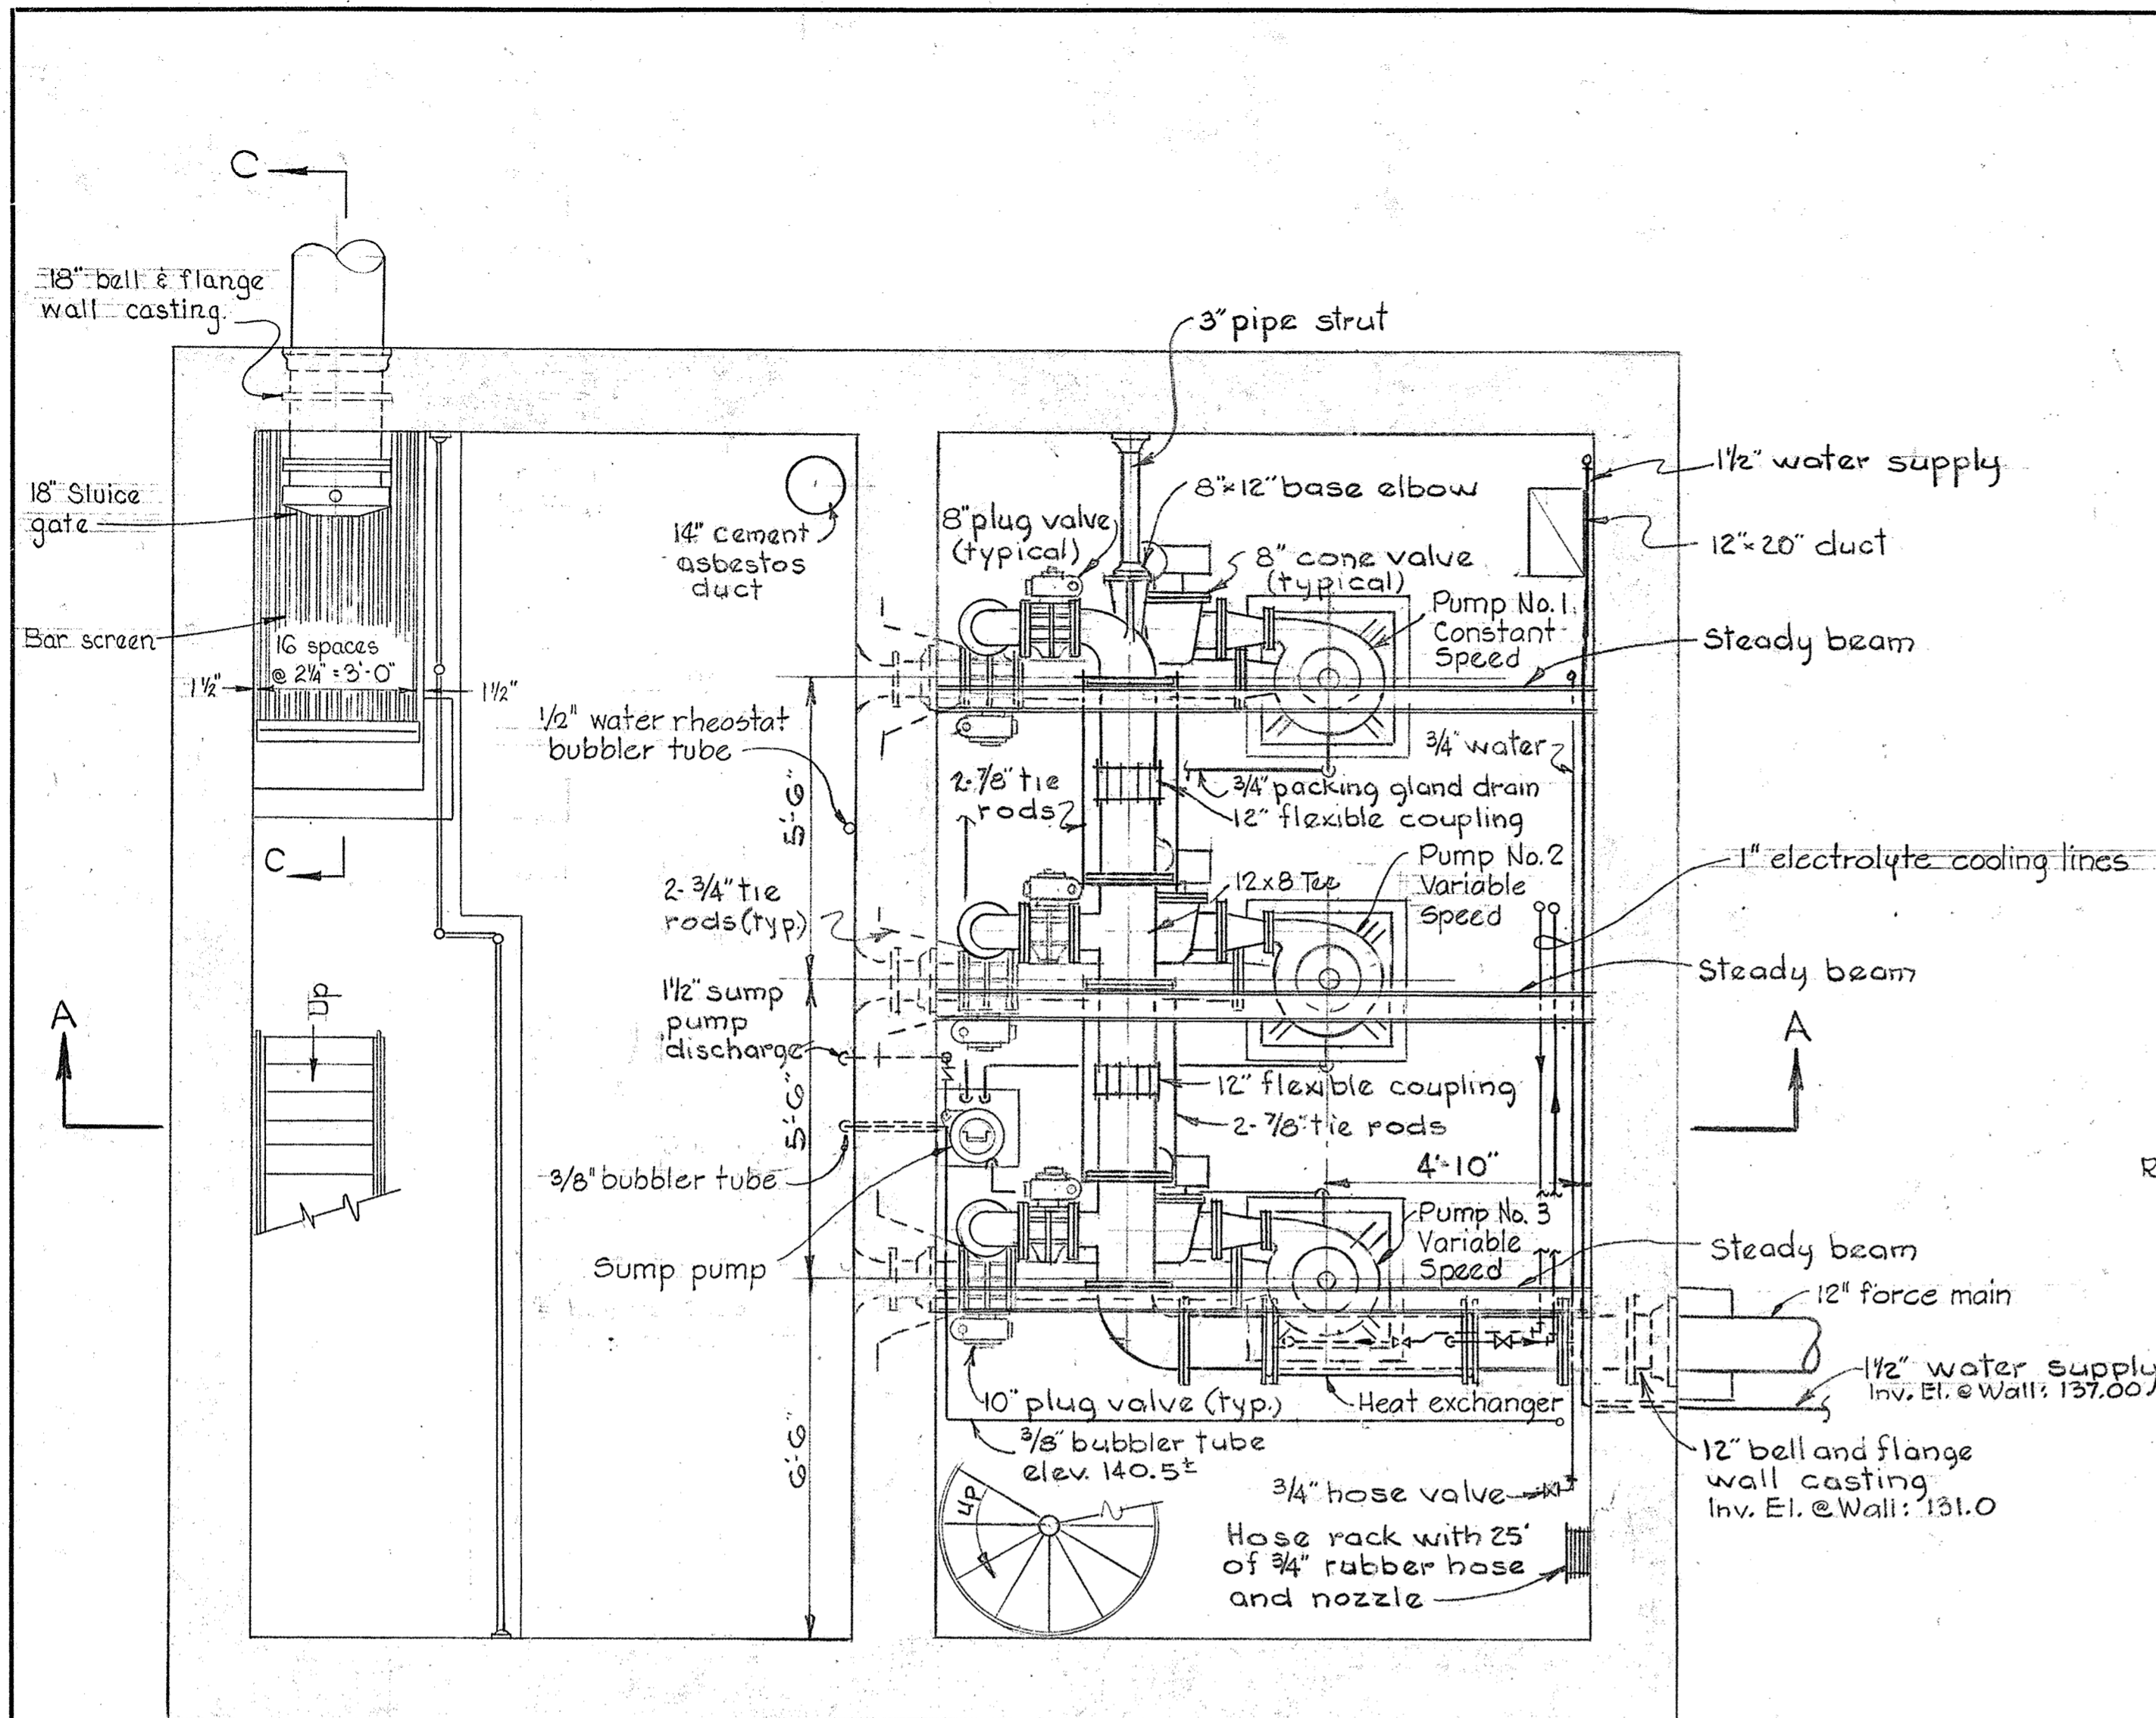 C
18" bell & flange
wall casting.
3" pipe strut
1½" water supply
8"x12" base elbow
18" Sluice
gate
8" plug valve
(typical)
14" cement
asbestos
duct
8" cone valve
(typical)
12"x20" duct
Pump No. 1
Constant
Speed
Bar screen
16 spaces
@ 2¼" = 3'-0"
Steady beam
1½"
1½"
½" water rheostat
bubbler tube
¾" water
5'-6"
2-⅞" tie
rods
¾" packing gland drain
12" flexible coupling
C
Pump No. 2
Variable
Speed
1" electrolyte cooling lines
2-¾" tie
rods (typ.)
12x8 Tee
Steady beam
Up
1½" sump
pump
discharge
A
A
12" flexible coupling
5'-6"
2-⅞" tie rods
4'-10"
R
⅜" bubbler tube
Pump No. 3
Variable
Speed
Sump pump
Steady beam
12" force main
1½" water supply
Inv. El. @ Wall: 137.00
10" plug valve (typ.)
Heat exchanger
6'-6"
⅜" bubbler tube
elev. 140.5±
12" bell and flange
wall casting
Inv. El. @ Wall: 131.0
UP
¾" hose valve
Hose rack with 25'
of ¾" rubber hose
and nozzle